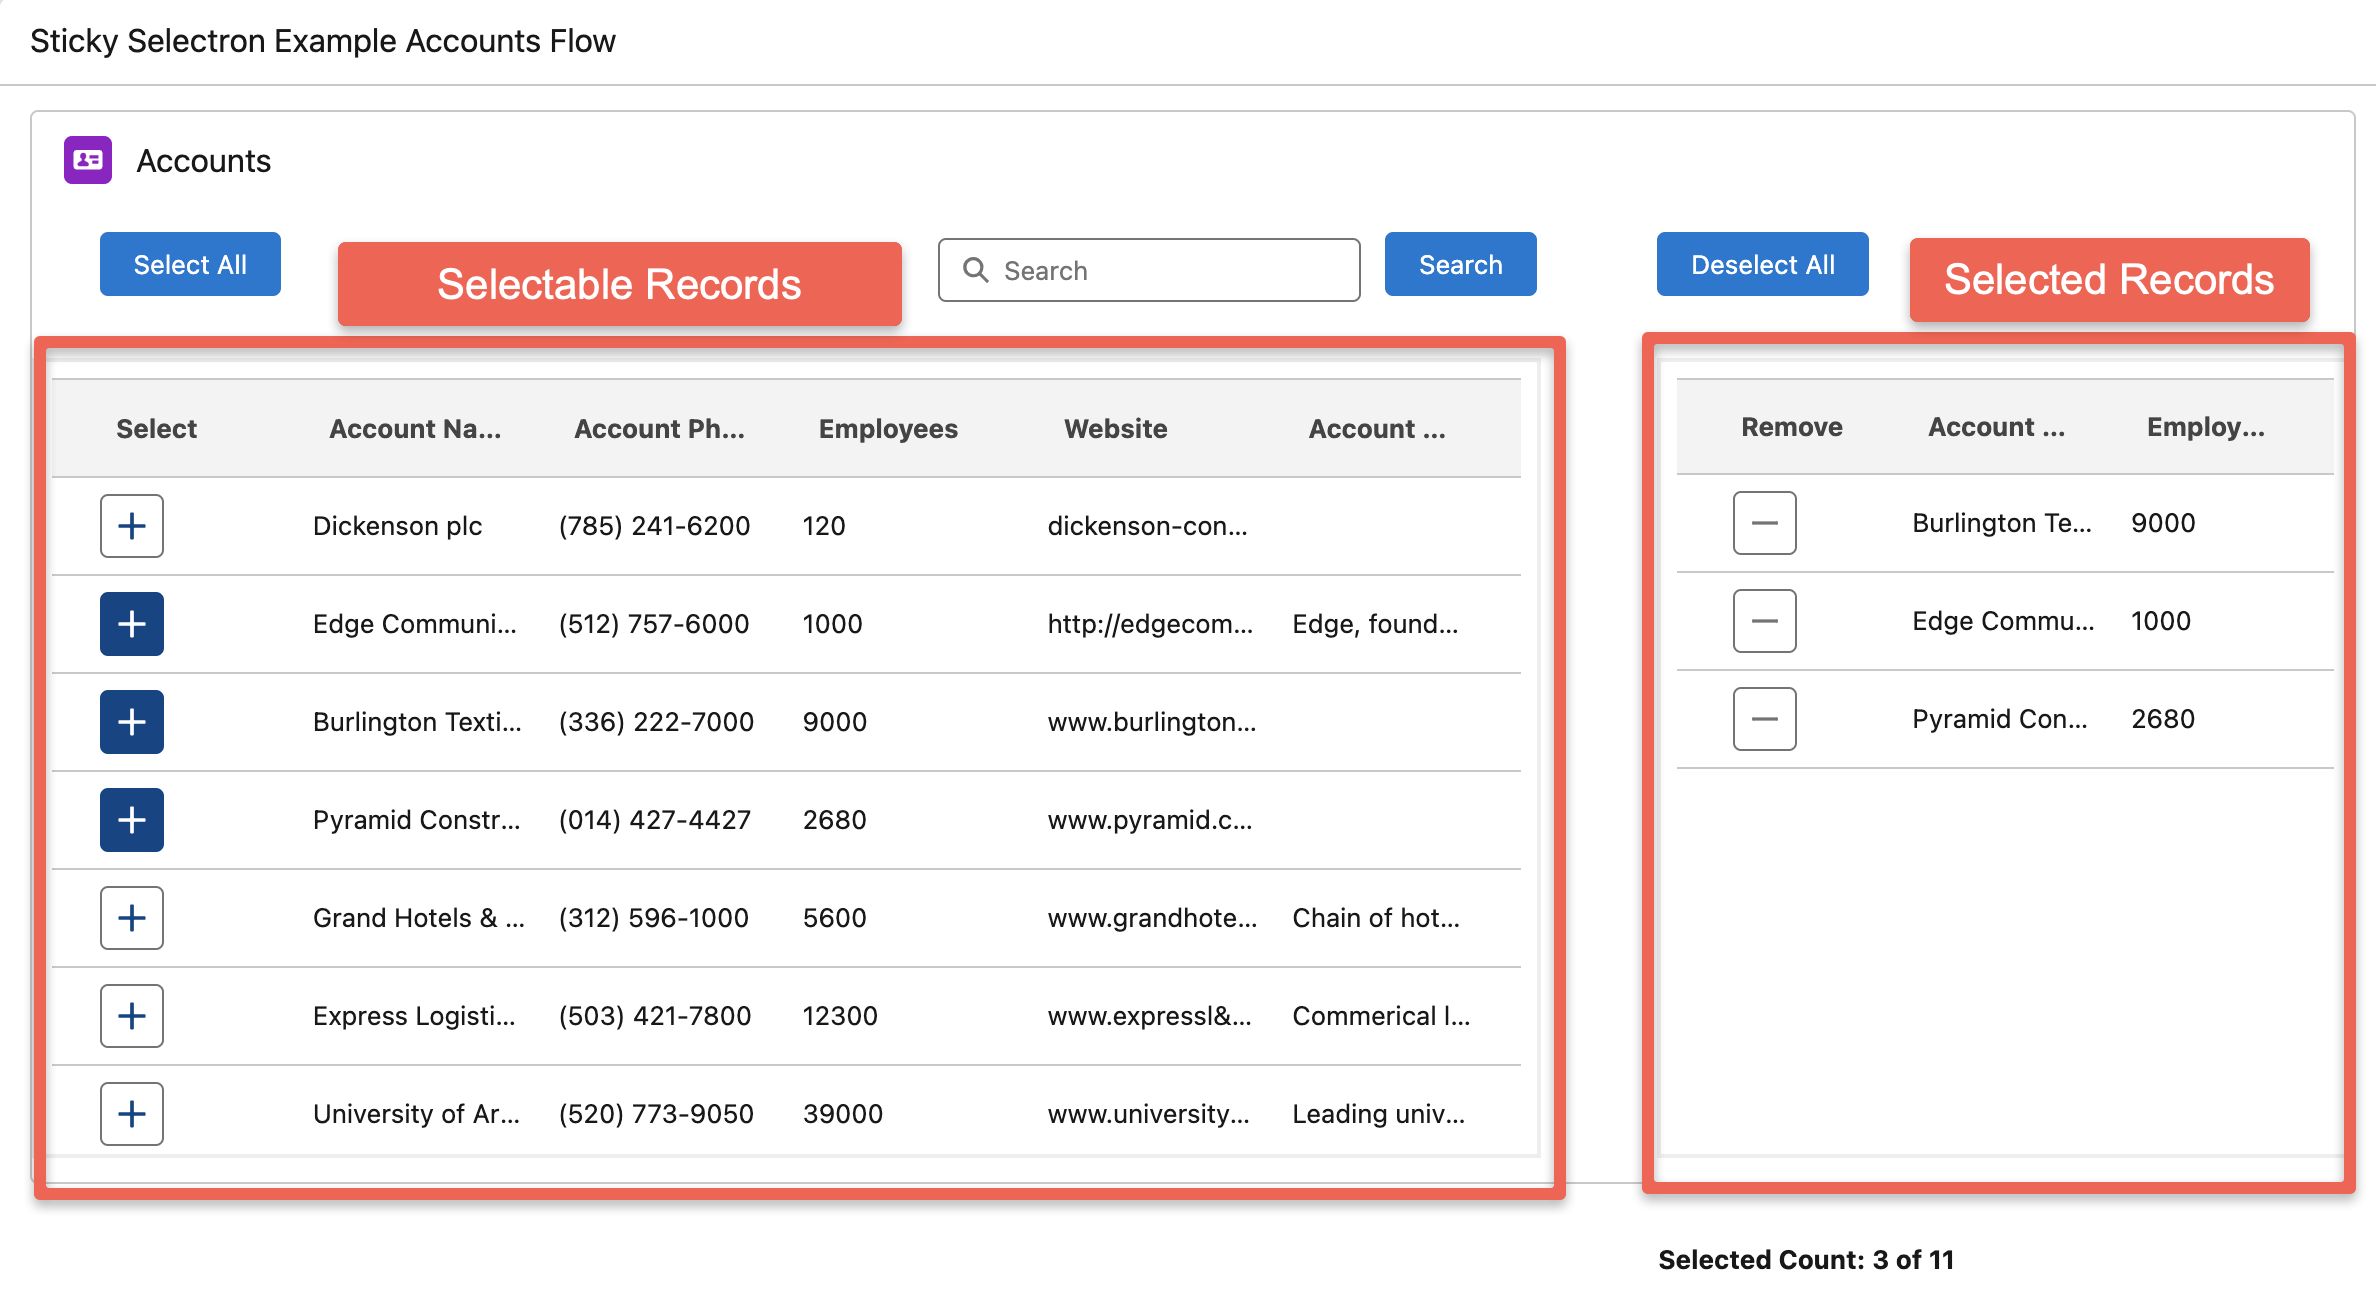 Sticky Selectron Example Accounts Flow
Accounts
Select All Selectable Records Search Search Deselect All Selected Records
Select Account Na... Account Ph... Employees Website Account ...
Dickenson plc (785) 241-6200 120 dickenson-con...
Edge Communi... (512) 757-6000 1000 http://edgecom... Edge, found...
Burlington Texti... (336) 222-7000 9000 www.burlington...
Pyramid Constr... (014) 427-4427 2680 www.pyramid.c...
Grand Hotels & ... (312) 596-1000 5600 www.grandhote... Chain of hot...
Express Logisti... (503) 421-7800 12300 www.expressl&... Commerical l...
University of Ar... (520) 773-9050 39000 www.university... Leading univ...
Remove Account ... Employ...
Burlington Te... 9000
Edge Commu... 1000
Pyramid Con... 2680
Selected Count: 3 of 11